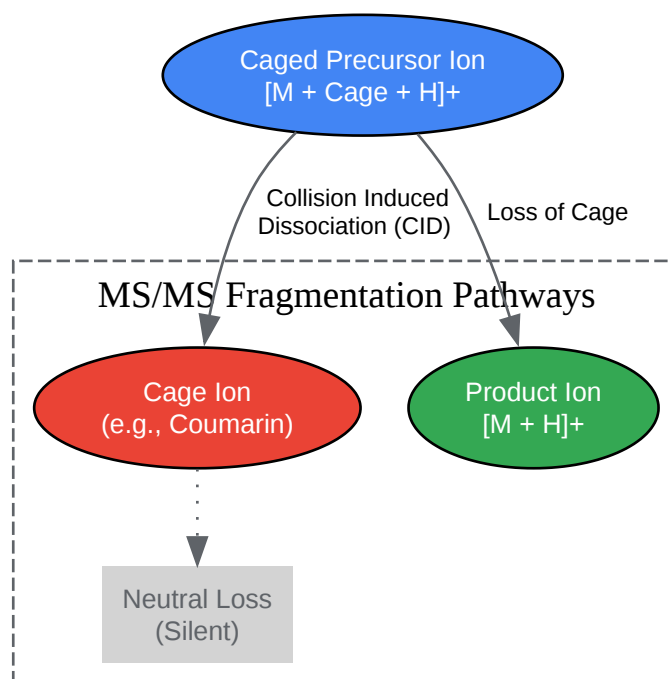 Caged Precursor Ion
[M + Cage + H]+
Collision Induced
Dissociation (CID)
Loss of Cage
MS/MS Fragmentation Pathways
Cage Ion
(e.g., Coumarin)
Product Ion
[M + H]+
Neutral Loss
(Silent)